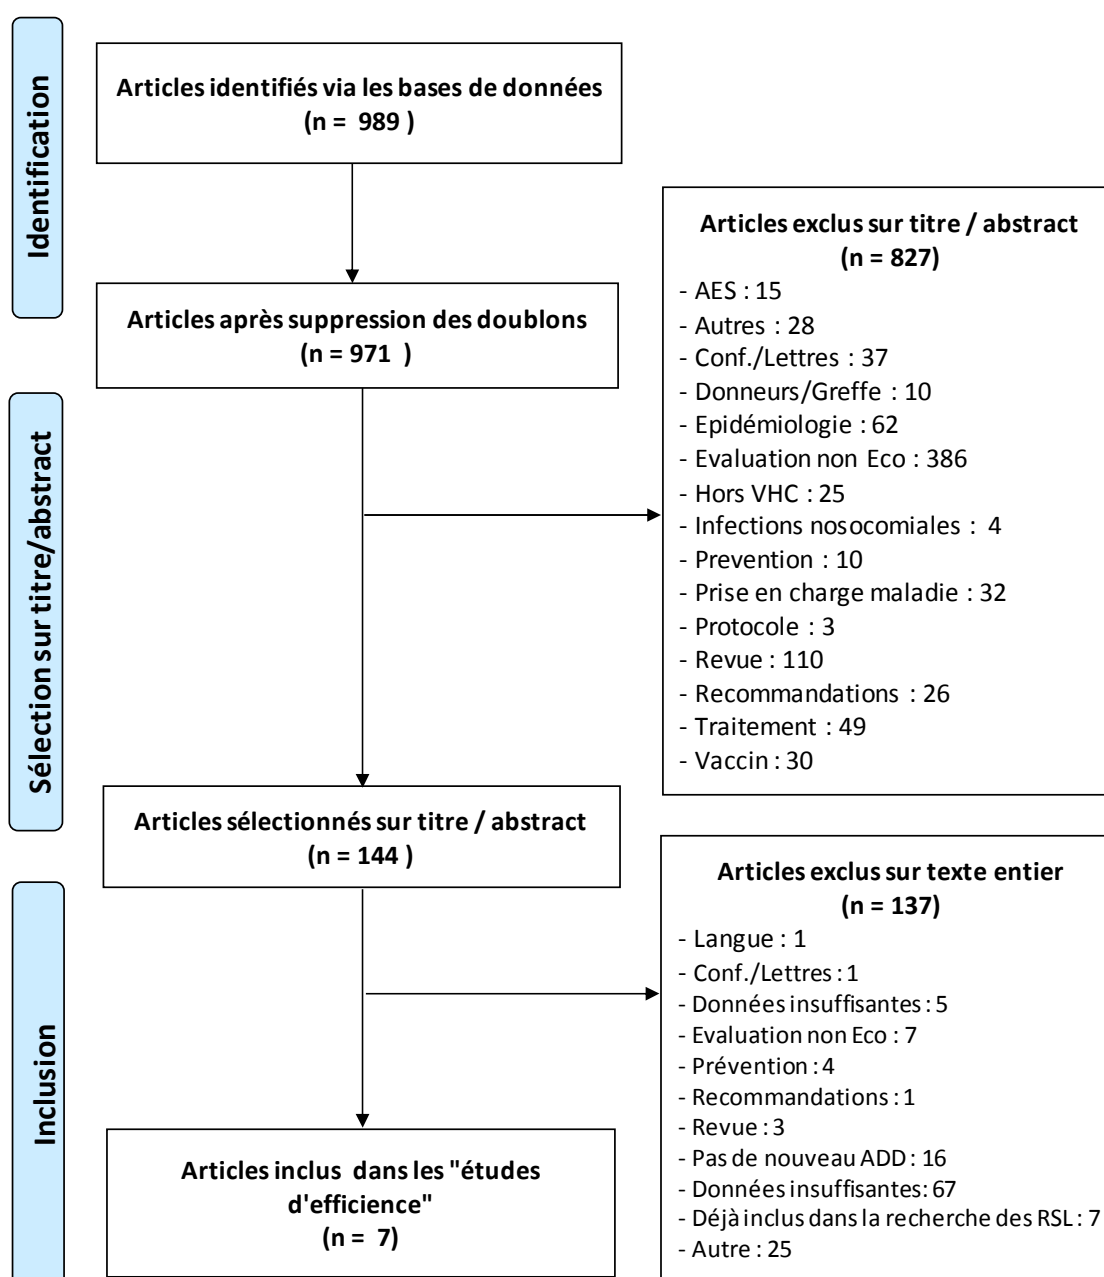 Identification
Articles identifiés via les bases de données
(n = 989 )
Articles après suppression des doublons
(n = 971 )
Articles exclus sur titre / abstract
(n = 827)
- AES : 15
- Autres : 28
- Conf./Lettres : 37
- Donneurs/Greffe : 10
- Epidémiologie : 62
- Evaluation non Eco : 386
- Hors VHC : 25
- Infections nosocomiales : 4
- Prevention : 10
- Prise en charge maladie : 32
- Protocole : 3
- Revue : 110
- Recommandations : 26
- Traitement : 49
- Vaccin : 30
Sélection sur titre/abstract
Articles sélectionnés sur titre / abstract
(n = 144 )
Articles exclus sur texte entier
(n = 137)
- Langue : 1
- Conf./Lettres : 1
- Données insuffisantes : 5
- Evaluation non Eco : 7
- Prévention : 4
- Recommandations : 1
- Revue : 3
- Pas de nouveau ADD : 16
- Données insuffisantes: 67
- Déjà inclus dans la recherche des RSL : 7
- Autre : 25
Inclusion
Articles inclus dans les "études
d'efficience"
(n = 7)